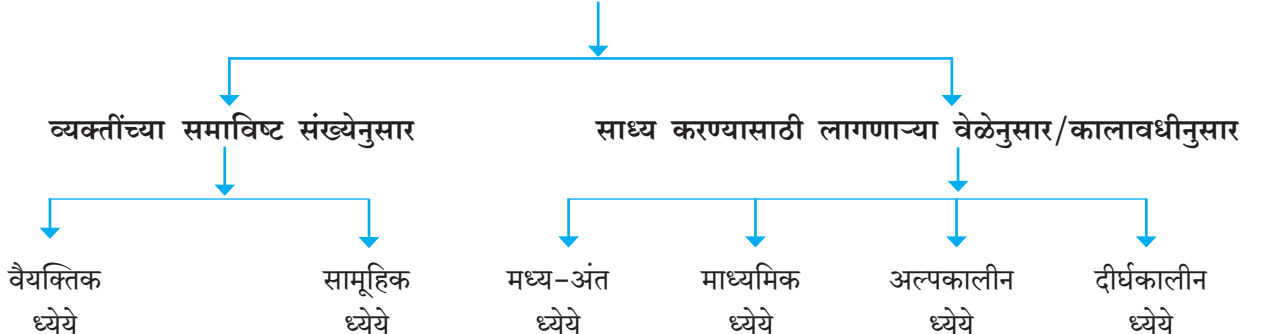 व्यक्तींच्या समाविष्ट संख्येनुसार साध्य करण्यासाठी लागणाऱ्या वेळेनुसार/कालावधीनुसार
वैयक्तिक सामूहिक मध्य-अंत माध्यमिक अल्पकालीन दीर्घकालीन
ध्येये ध्येये ध्येये ध्येये ध्येये ध्येये